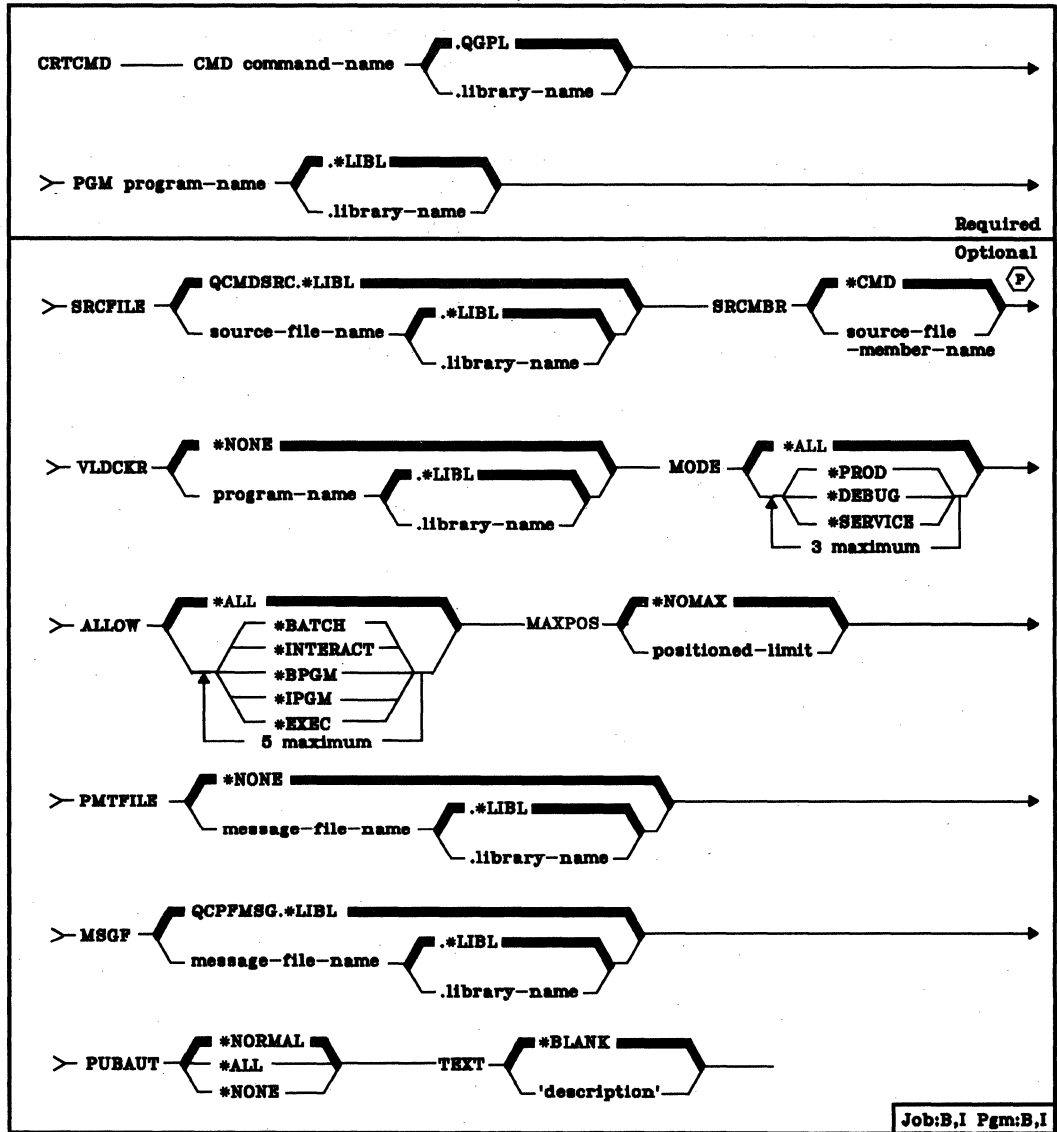 .QGPL
CRTCMD CMD command-name
.library-name
.*LIBL
PGM program-name
.library-name
Required
Optional
QCMDSRC.*LIBL *CMD P
SRCFILE SRCMBR
source-file-name .*LIBL source-file
-member-name
.library-name
*NONE *ALL
VLDCKR MODE
*PROD
program-name .*LIBL *DEBUG
.library-name *SERVICE
3 maximum
*ALL *NOMAX
ALLOW *BATCH MAXPOS
*INTERACT positioned-limit
*BPGM
*IPGM
*EXEC
5 maximum
*NONE
PMTFILE
message-file-name .*LIBL
.library-name
QCPFMSG.*LIBL
MSGF
message-file-name .*LIBL
.library-name
*NORMAL *BLANK
PUBAUT *ALL TEXT
*NONE 'description'
Job:B,I Pgm:B,I